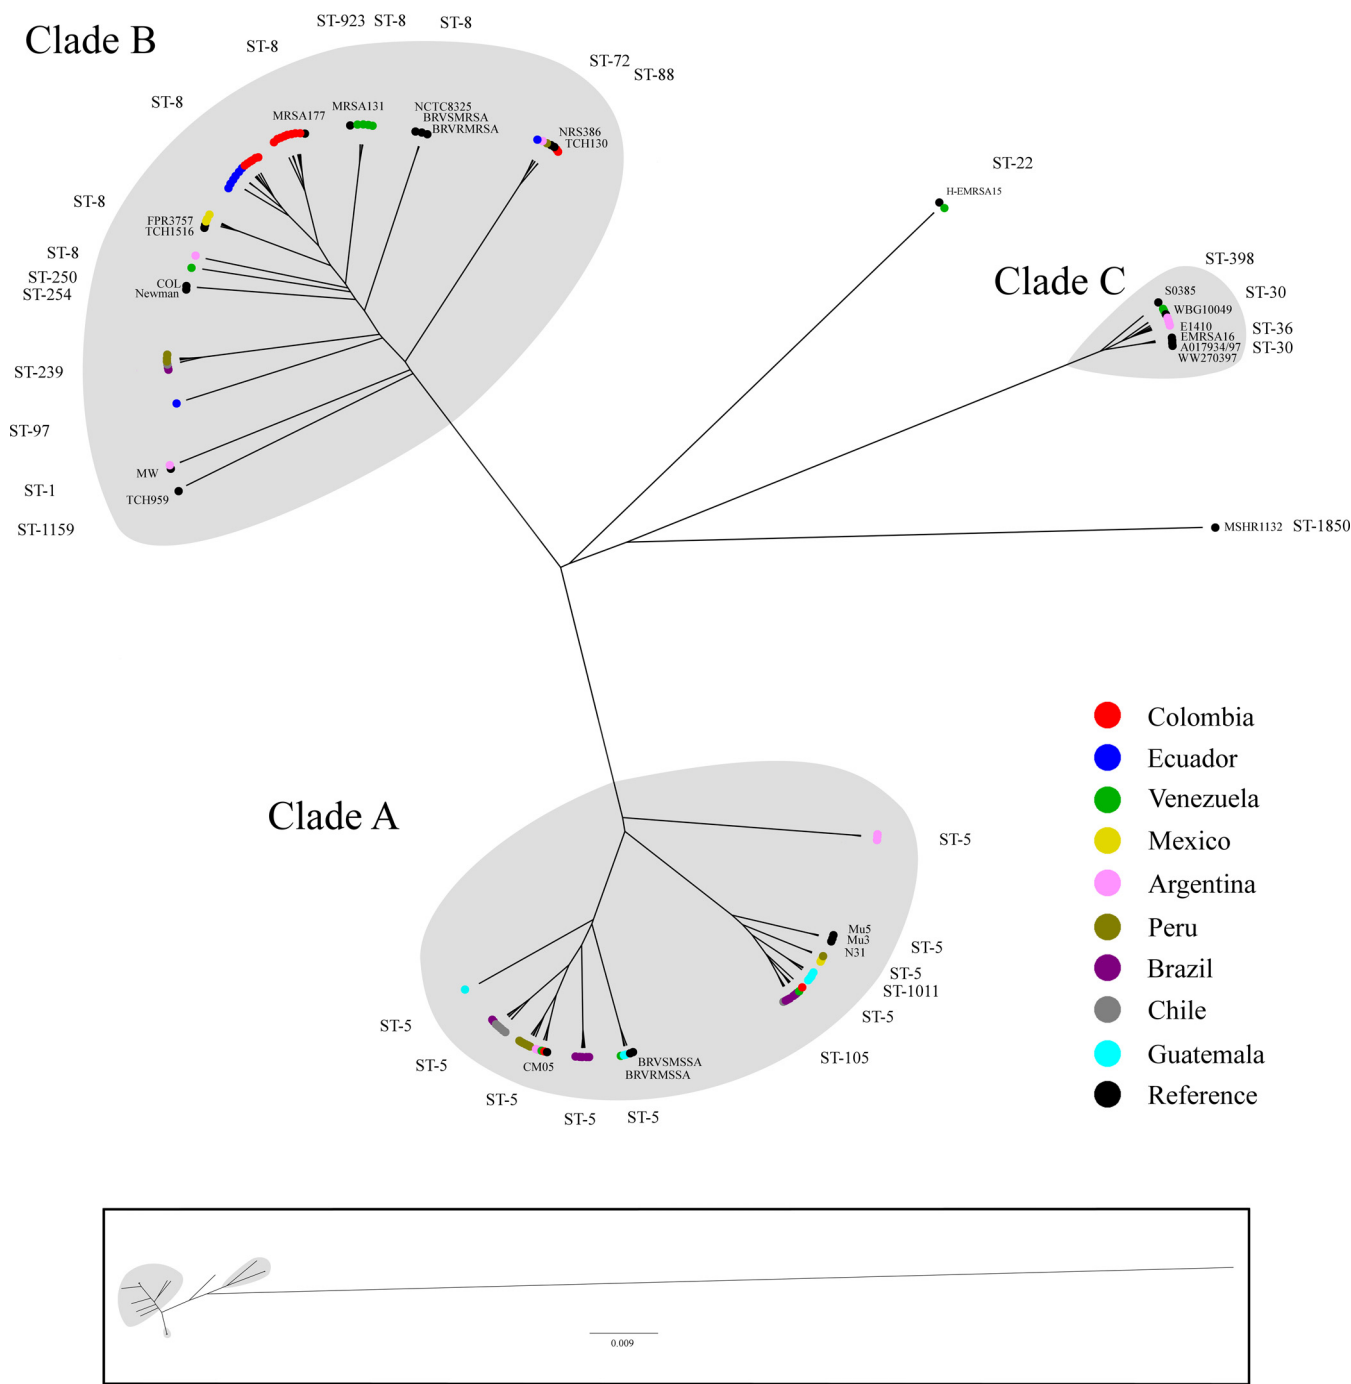 Clade B
ST-923 ST-8
ST-8
ST-8
ST-72
ST-88
ST-8
MRSA177
MRSA131
NCTC8325
BRVSMRSA
BRVRMRSA
NRS386
TCH130
ST-8
FPR3757
TCH1516
ST-8
ST-250
ST-254
COL
Newman
ST-239
ST-97
MW
ST-1
TCH959
ST-1159
ST-22
H-EMRSA15
Clade C
ST-398
S0385
ST-30
WBG10049
E1410
ST-36
EMRSA16
A017934/97
ST-30
WW270397
MSHR1132 ST-1850
Clade A
ST-5
Mu5
Mu3
N31
ST-5
ST-5
ST-1011
ST-5
ST-105
ST-5
ST-5
CM05
BRVSMSSA
BRVRMSSA
ST-5
ST-5
ST-5
Colombia
Ecuador
Venezuela
Mexico
Argentina
Peru
Brazil
Chile
Guatemala
Reference
0.009